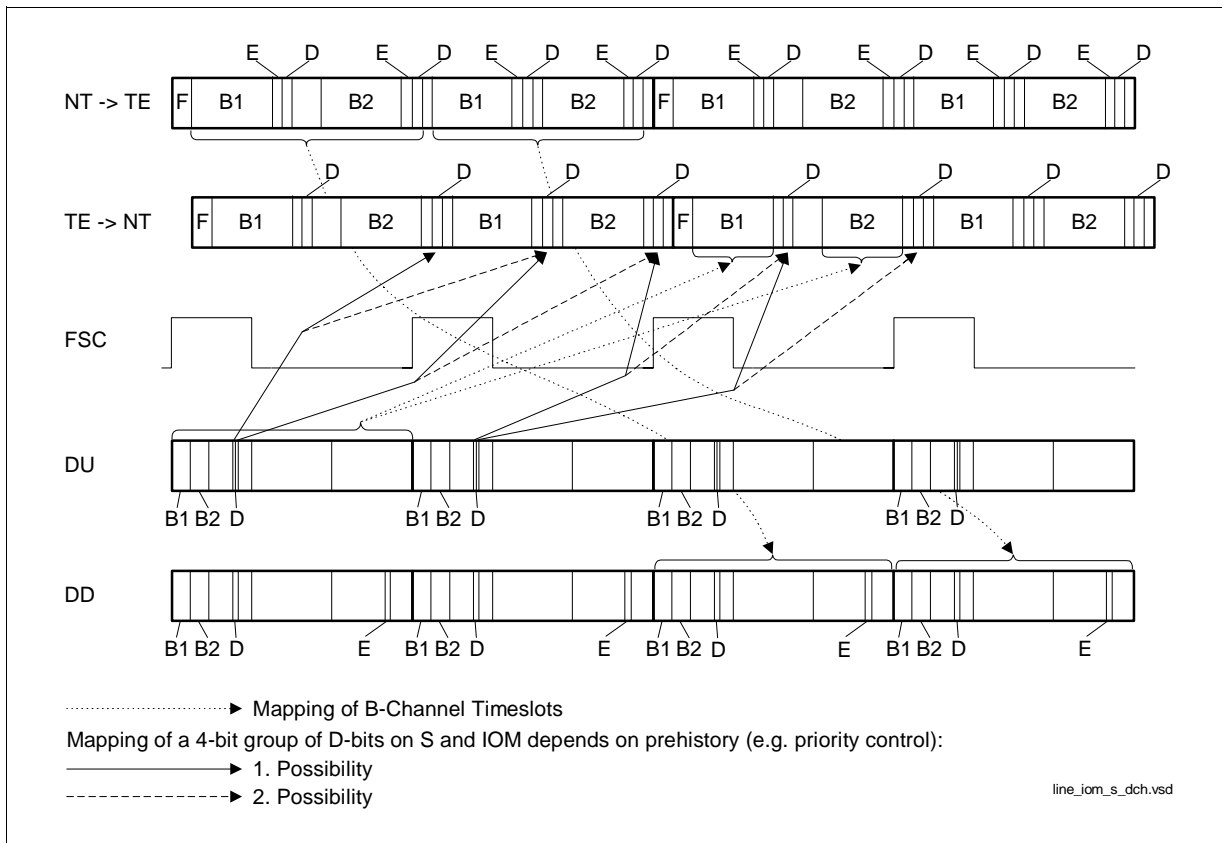 E D E D E D E D E D E D E D E D
NT -> TE F B1 B2 B1 B2 F B1 B2 B1 B2
D D D D D D D D
TE -> NT F B1 B2 B1 B2 F B1 B2 B1 B2
FSC
DU
B1 B2 D B1 B2 D B1 B2 D B1 B2 D
DD
B1 B2 D E B1 B2 D E B1 B2 D E B1 B2 D E
Mapping of B-Channel Timeslots
Mapping of a 4-bit group of D-bits on S and IOM depends on prehistory (e.g. priority control):
1. Possibility
2. Possibility
line_iom_s_dch.vsd